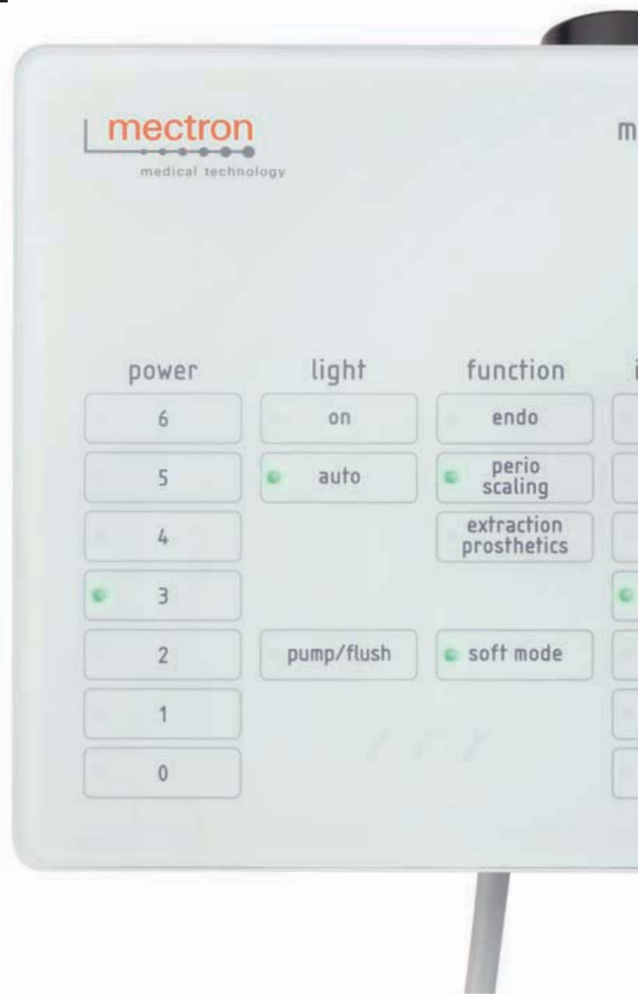 mectron
medical technology
m
power light function i
6 on endo
5 auto perio
scaling
4 extraction
prosthetics
3
2 pump/flush soft mode
1
0